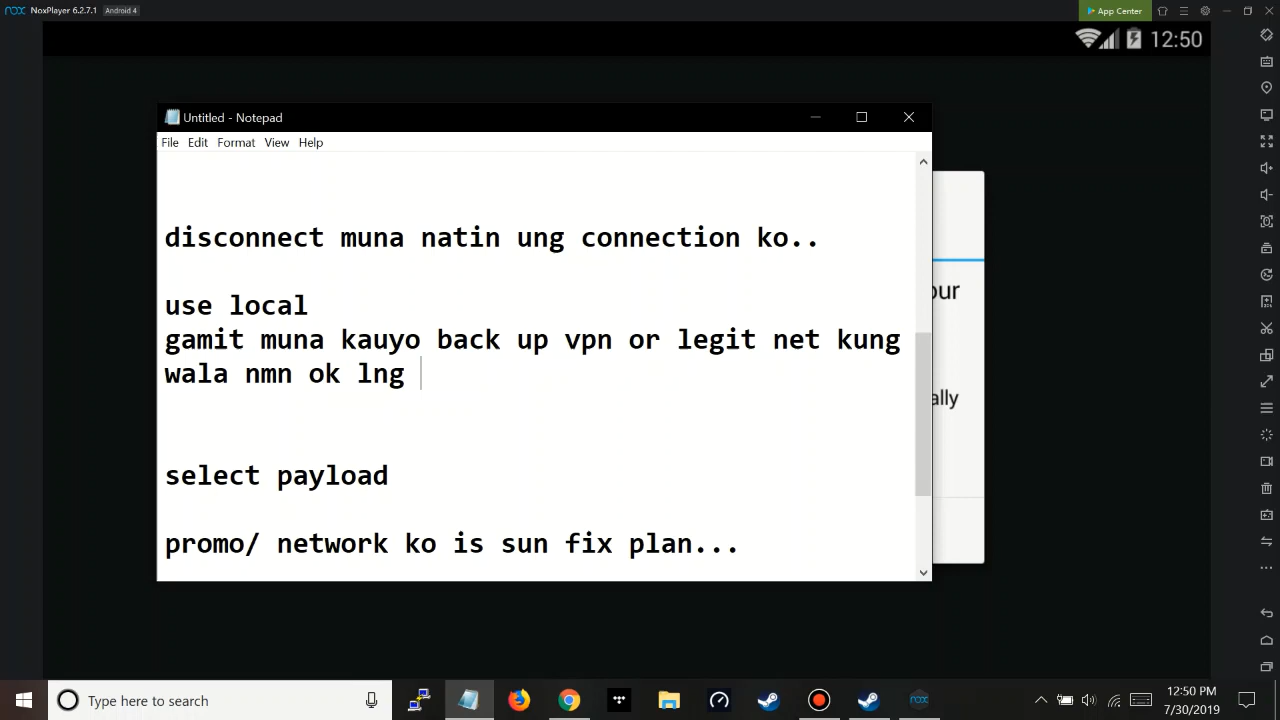 NoxPlayer 6.2.7.1 Android 4
App Center
12:50
Untitled - Notepad
File Edit Format View Help
disconnect muna natin ung connection ko..
use local
gamit muna kauyo back up vpn or legit net kung
wala nmn ok lng
select payload
promo/ network ko is sun fix plan...
our
ally
Type here to search
12:50 PM
7/30/2019